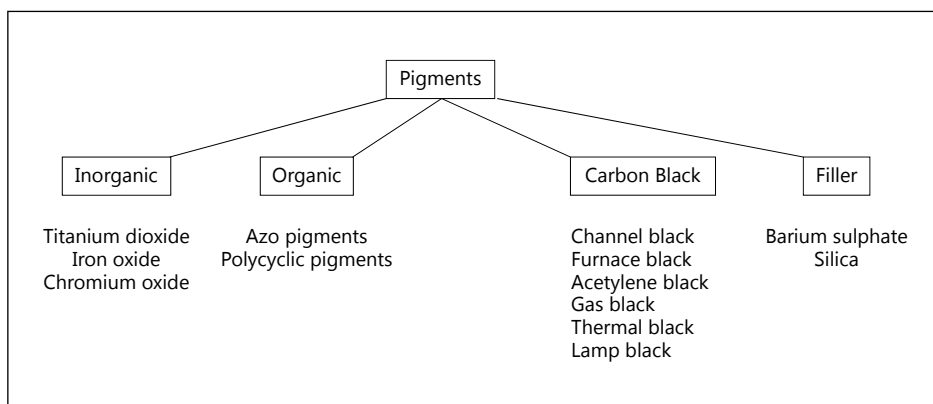 Pigments
Inorganic
Organic
Carbon Black
Filler
Titanium dioxide
Iron oxide
Chromium oxide
Azo pigments
Polycyclic pigments
Channel black
Furnace black
Acetylene black
Gas black
Thermal black
Lamp black
Barium sulphate
Silica